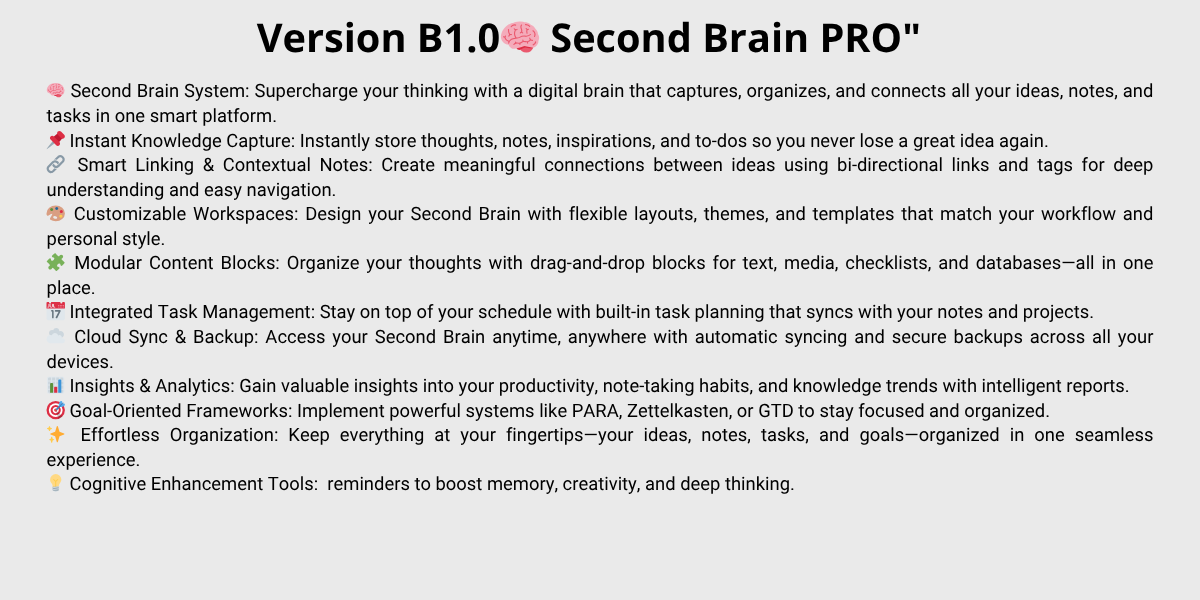 Version B1.0🧠 Second Brain PRO"
🧠 Second Brain System: Supercharge your thinking with a digital brain that captures, organizes, and connects all your ideas, notes, and
tasks in one smart platform.
📌 Instant Knowledge Capture: Instantly store thoughts, notes, inspirations, and to-dos so you never lose a great idea again.
🔗 Smart Linking & Contextual Notes: Create meaningful connections between ideas using bi-directional links and tags for deep
understanding and easy navigation.
🎨 Customizable Workspaces: Design your Second Brain with flexible layouts, themes, and templates that match your workflow and
personal style.
🧩 Modular Content Blocks: Organize your thoughts with drag-and-drop blocks for text, media, checklists, and databases—all in one
place.
📅 Integrated Task Management: Stay on top of your schedule with built-in task planning that syncs with your notes and projects.
☁️ Cloud Sync & Backup: Access your Second Brain anytime, anywhere with automatic syncing and secure backups across all your
devices.
📊 Insights & Analytics: Gain valuable insights into your productivity, note-taking habits, and knowledge trends with intelligent reports.
🎯 Goal-Oriented Frameworks: Implement powerful systems like PARA, Zettelkasten, or GTD to stay focused and organized.
✨ Effortless Organization: Keep everything at your fingertips—your ideas, notes, tasks, and goals—organized in one seamless
experience.
💡 Cognitive Enhancement Tools:  reminders to boost memory, creativity, and deep thinking.